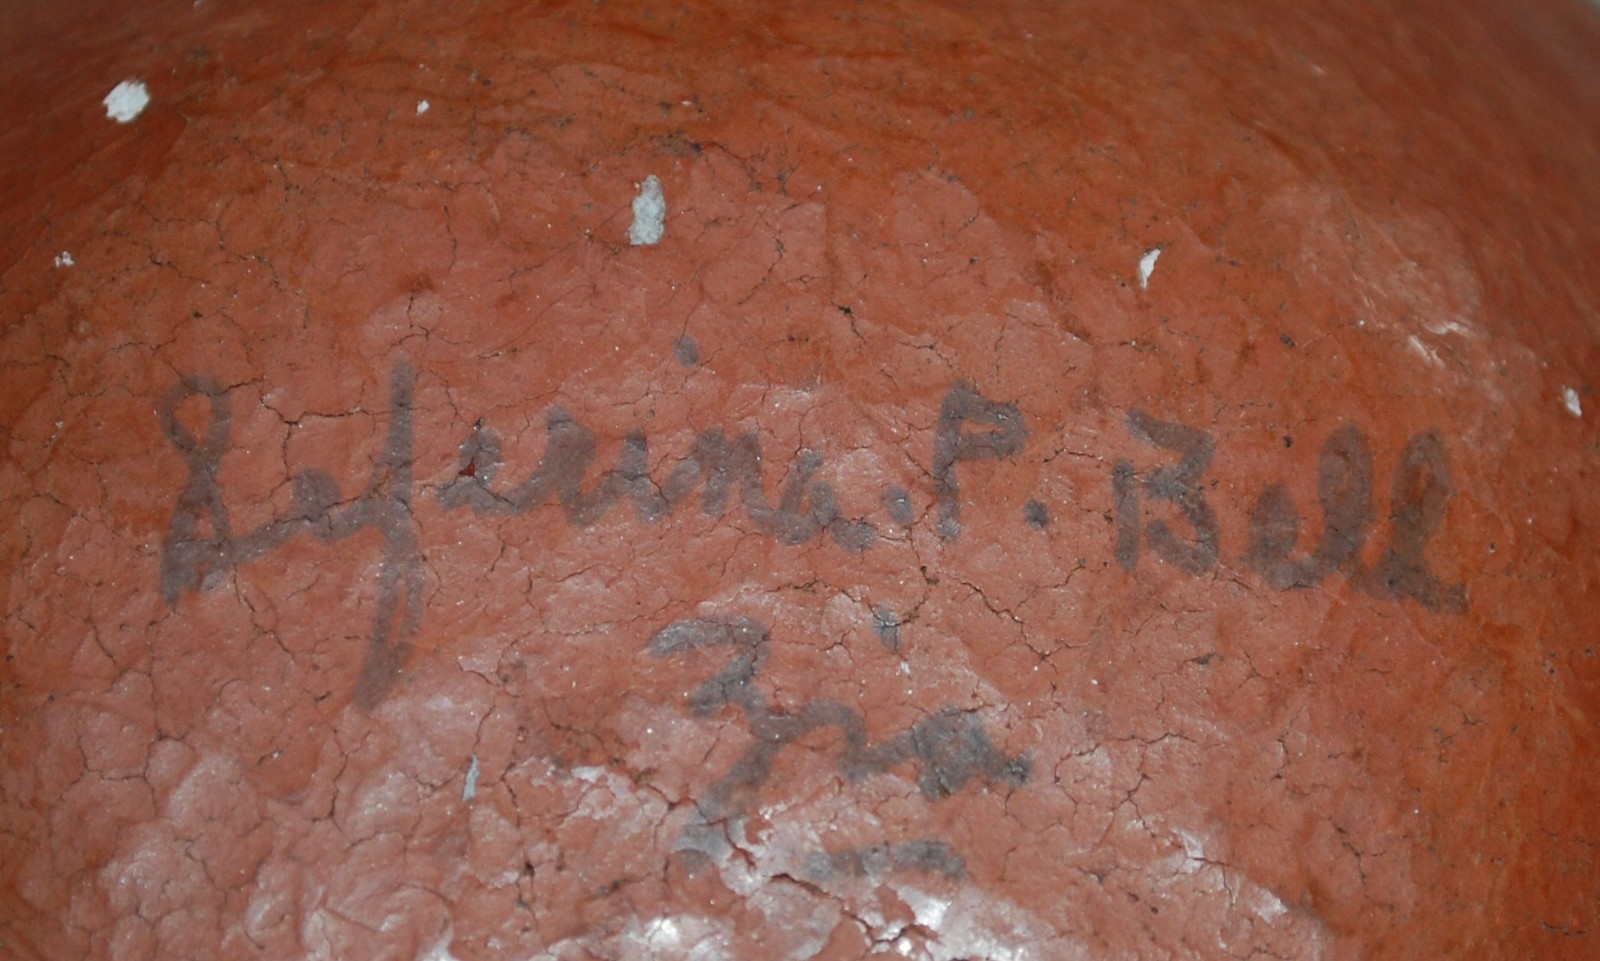 Seferina. P. Bell
Zia